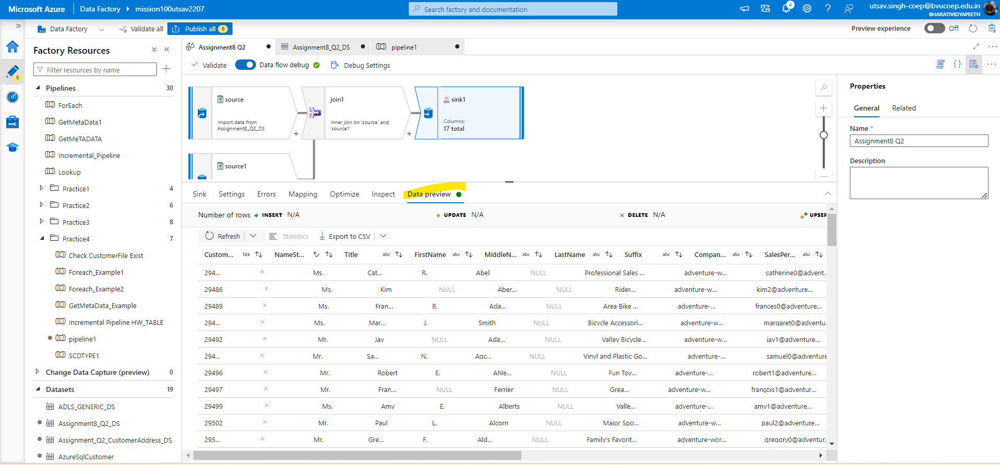 Microsoft Azure
Data Factory
mission100utsav2207
Search factory and documentation
4
utsav.singh-coep@bvucoep.edu.in
BHARATIVIDYAPEETH
Data Factory
Validate all
Publish all 6
Preview experience
Off
6
Factory Resources
Filter resources by name
Pipelines 30
ForEach
GetMetaData1
GetMeTADATA
Incremental_Pipeline
Lookup
Practice1 4
Practice2 6
Practice3 8
Practice4 7
Check CustomerFile Exist
Foreach_Example1
Foreach_Example2
GetMetaData_Example
Incremental Pipeline HW_TABLE
pipeline1
SCDTYPE1
Change Data Capture (preview) 0
Datasets 19
ADLS_GENERIC_DS
Assignment8_Q2_DS
Assignment_Q2_CustomerAddress_DS
AzureSqlCustomer
Assignment8 Q2
Assignment8_Q2_DS
pipeline1
Validate
Data flow debug
Debug Settings
source
Import data from
Assignment8_Q2_DS
join1
Inner join on 'source' and
'source1'
sink1
Columns:
17 total
source1
+
+
Sink Settings Errors Mapping Optimize Inspect Data preview
Number of rows + INSERT N/A UPDATE N/A DELETE N/A UPSER
Refresh Statistics Export to CSV
Custom... 123 NameSt... Title abc FirstName abc MiddleN... abc LastName abc Suffix abc Compan... abc SalesPer... abc
294... Ms. Cat... R. Abel NULL Professional Sales ... adventure-w... catherine0@advent...
29486 Ms. Kim NULL Aber... NULL Rider... adventure-w... kim2@adventure...
29489 Ms. Fran... B. Ada... NULL Area Bike ... adventure-... frances0@adventure...
294... Ms. Mar... J. Smith NULL Bicycle Accessori... adventure-w... margaret0@adventu...
29492 Mr. Jay NULL Ada... NULL Valley Bicycle... adventure-w... jay1@adventure...
294... Mr. Sa... N. Agc... NULL Vinyl and Plastic Go... adventure-... samuel0@adventure
29496 Mr. Robert E. Ahle... NULL Fun Toy... adventure-... robert1@adventure...
29497 Mr. Fran... NULL Ferrier NULL Grea... adventure-w... françois1@adventur...
29499 Ms. Amy E. Alberts NULL Valle... adventure-... amy1@adventure...
29502 Mr. Paul L. Alcorn NULL Major Spo... adventure-w... paul2@adventure...
295... Mr. Gre... F. Ald... NULL Family's Favorit... adventure-wor... gregory0@adventur...
Properties
General Related
Name *
Assignment8 Q2
Description